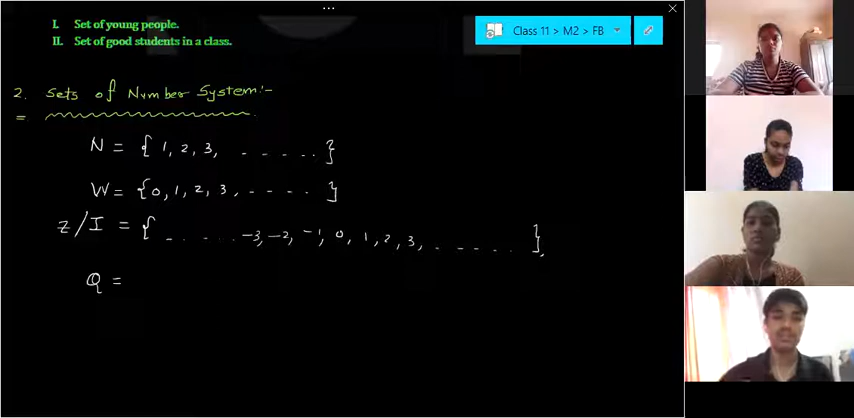 I. Set of young people.
II. Set of good students in a class.
Class 11 > M2 > FB
2. Sets of Number System:-
N = { 1, 2, 3, ----- }
W = {0, 1, 2, 3, ----- }
Z/I = { ----- -3, -2, -1, 0, 1, 2, 3, ------ },
Q =